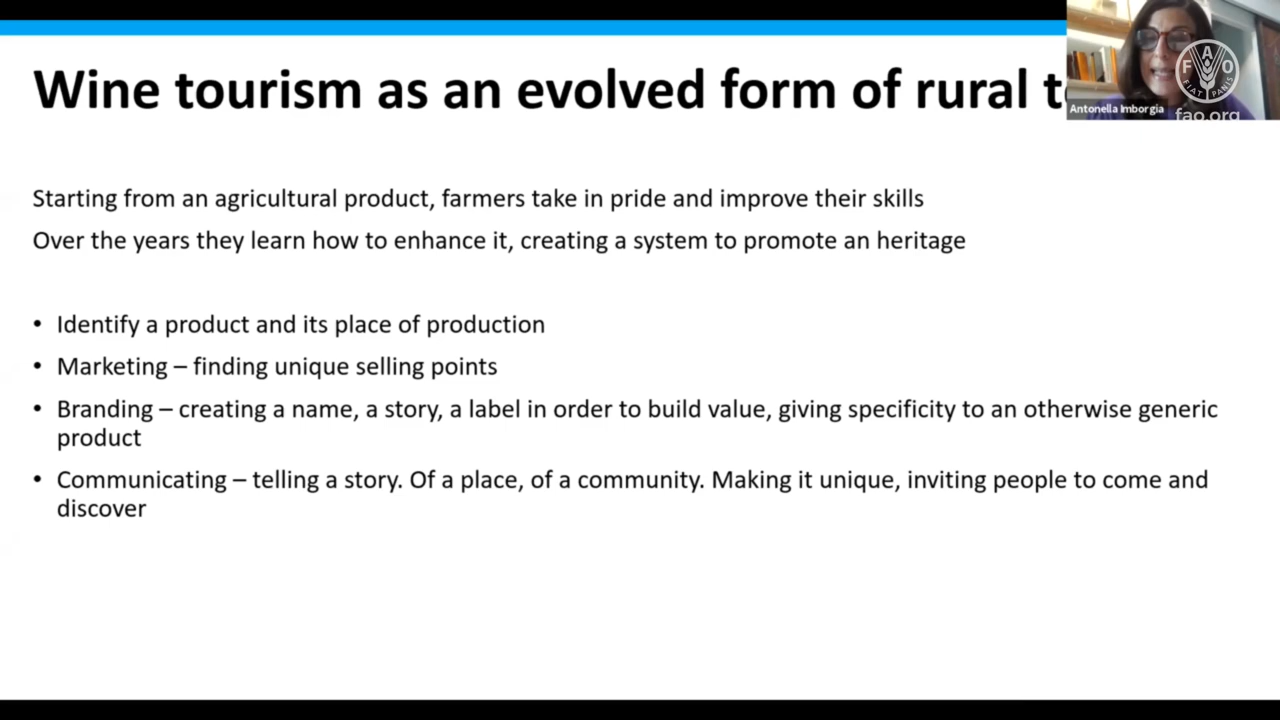 Wine tourism as an evolved form of rural
Antonella Imborgia
F A O
FIAT PANIS
fao.org
Starting from an agricultural product, farmers take in pride and improve their skills
Over the years they learn how to enhance it, creating a system to promote an heritage
• Identify a product and its place of production
• Marketing – finding unique selling points
• Branding – creating a name, a story, a label in order to build value, giving specificity to an otherwise generic
product
• Communicating – telling a story. Of a place, of a community. Making it unique, inviting people to come and
discover